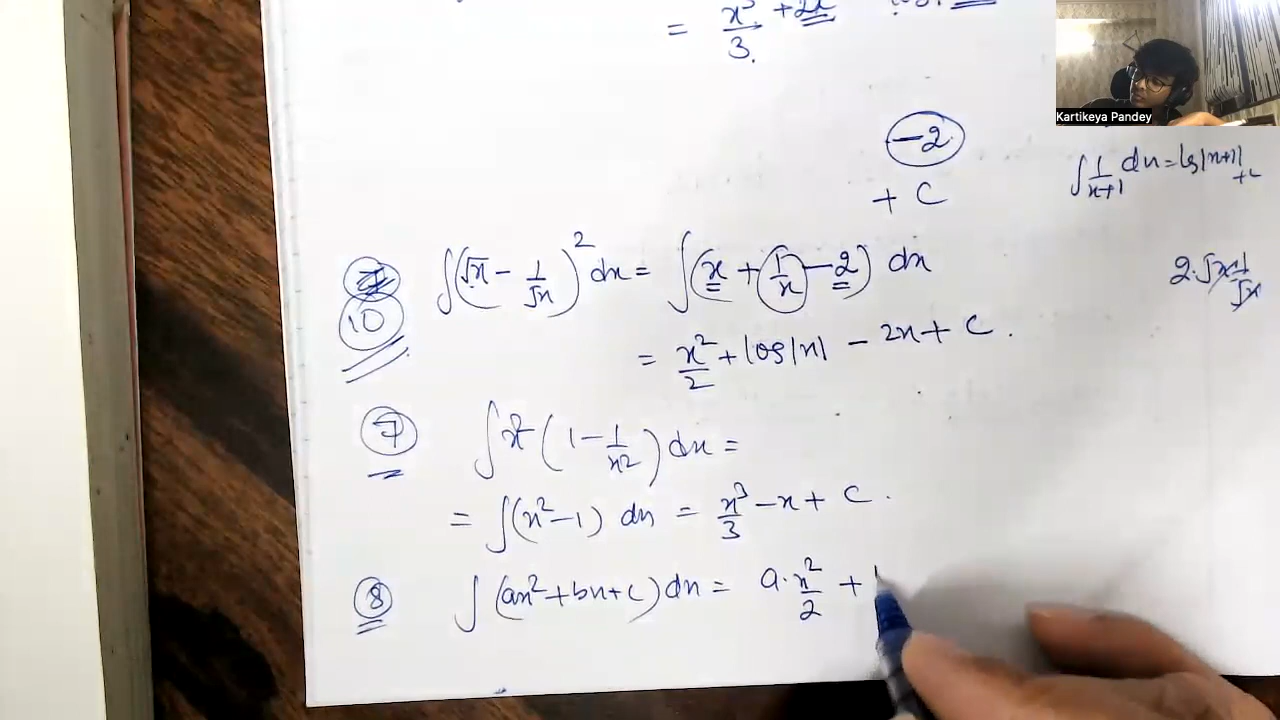 = x³/3 + 2x
Kartikeya Pandey
-2
+ C
∫ 1/(x+1) dx = log|x+1| + c
⑩ ∫(√x - 1/√x)² dx = ∫(x + 1/x - 2) dx
2·√x·1/√x
= x²/2 + log|x| - 2x + C.
⑦ ∫x²(1 - 1/x²) dx =
= ∫(x² - 1) dx = x³/3 - x + C.
⑧ ∫(ax² + bx + c) dx = a·x²/2 +